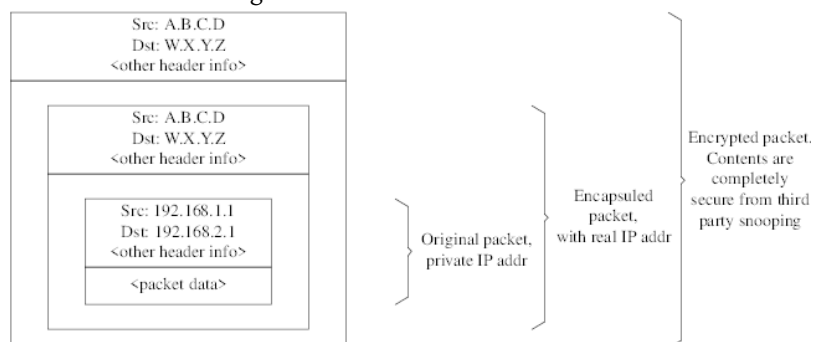 Src: A.B.C.D
Dst: W.X.Y.Z
<other header info>
Src: A.B.C.D
Dst: W.X.Y.Z
<other header info>
Src: 192.168.1.1
Dst: 192.168.2.1
<other header info>
<packet data>
Original packet,
private IP addr
Encapsuled
packet,
with real IP addr
Encrypted packet.
Contents are
completely
secure from third
party snooping